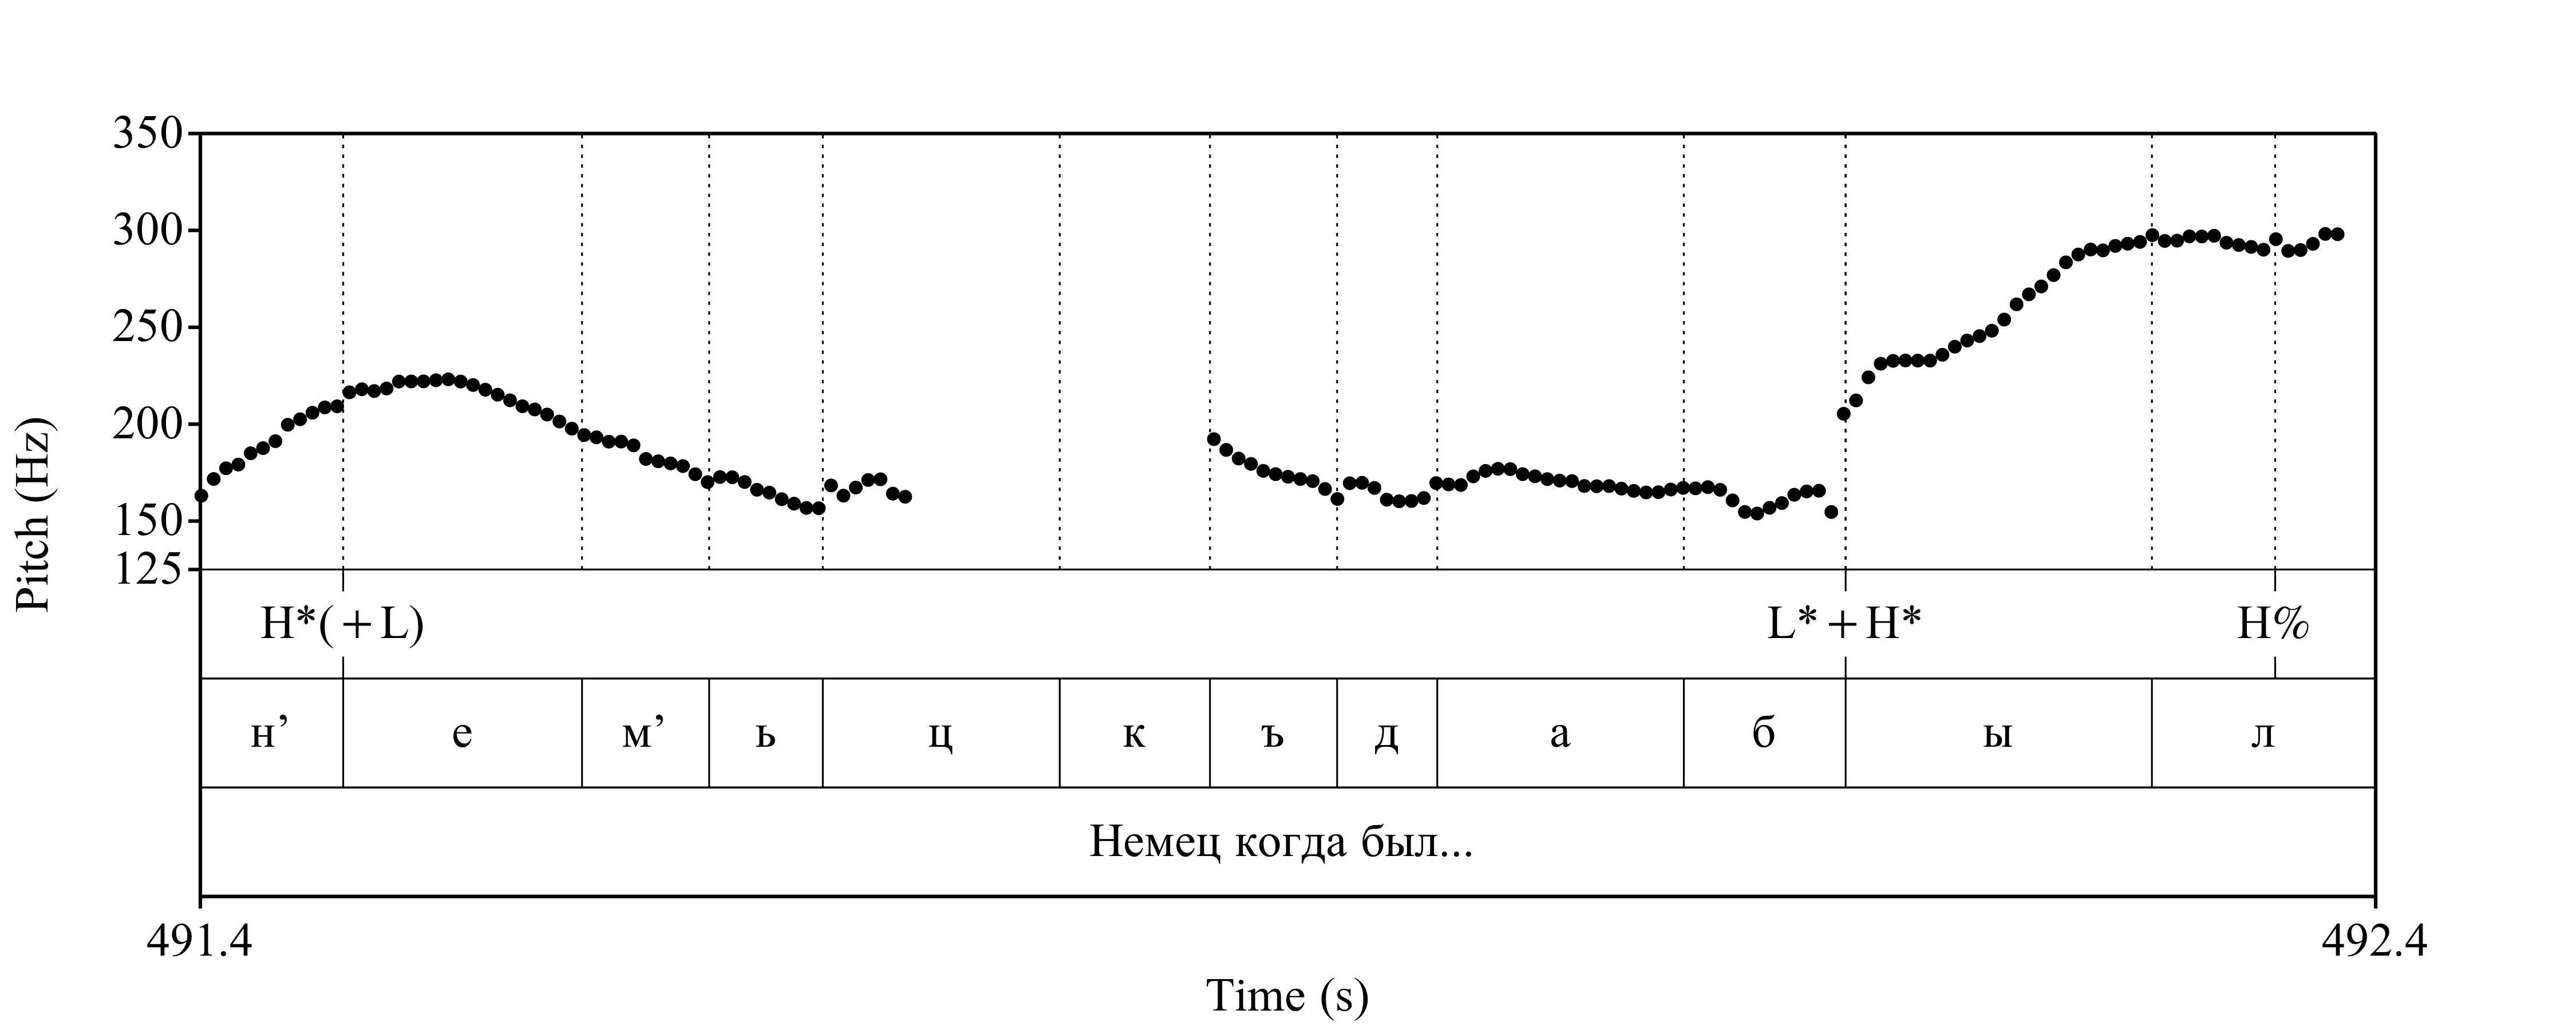 350
300
250
200
150
125
Pitch (Hz)
H*(+L) L*+H* H%
н’ е м’ ь ц к ъ д а б ы л
Немец когда был...
491.4 492.4
Time (s)